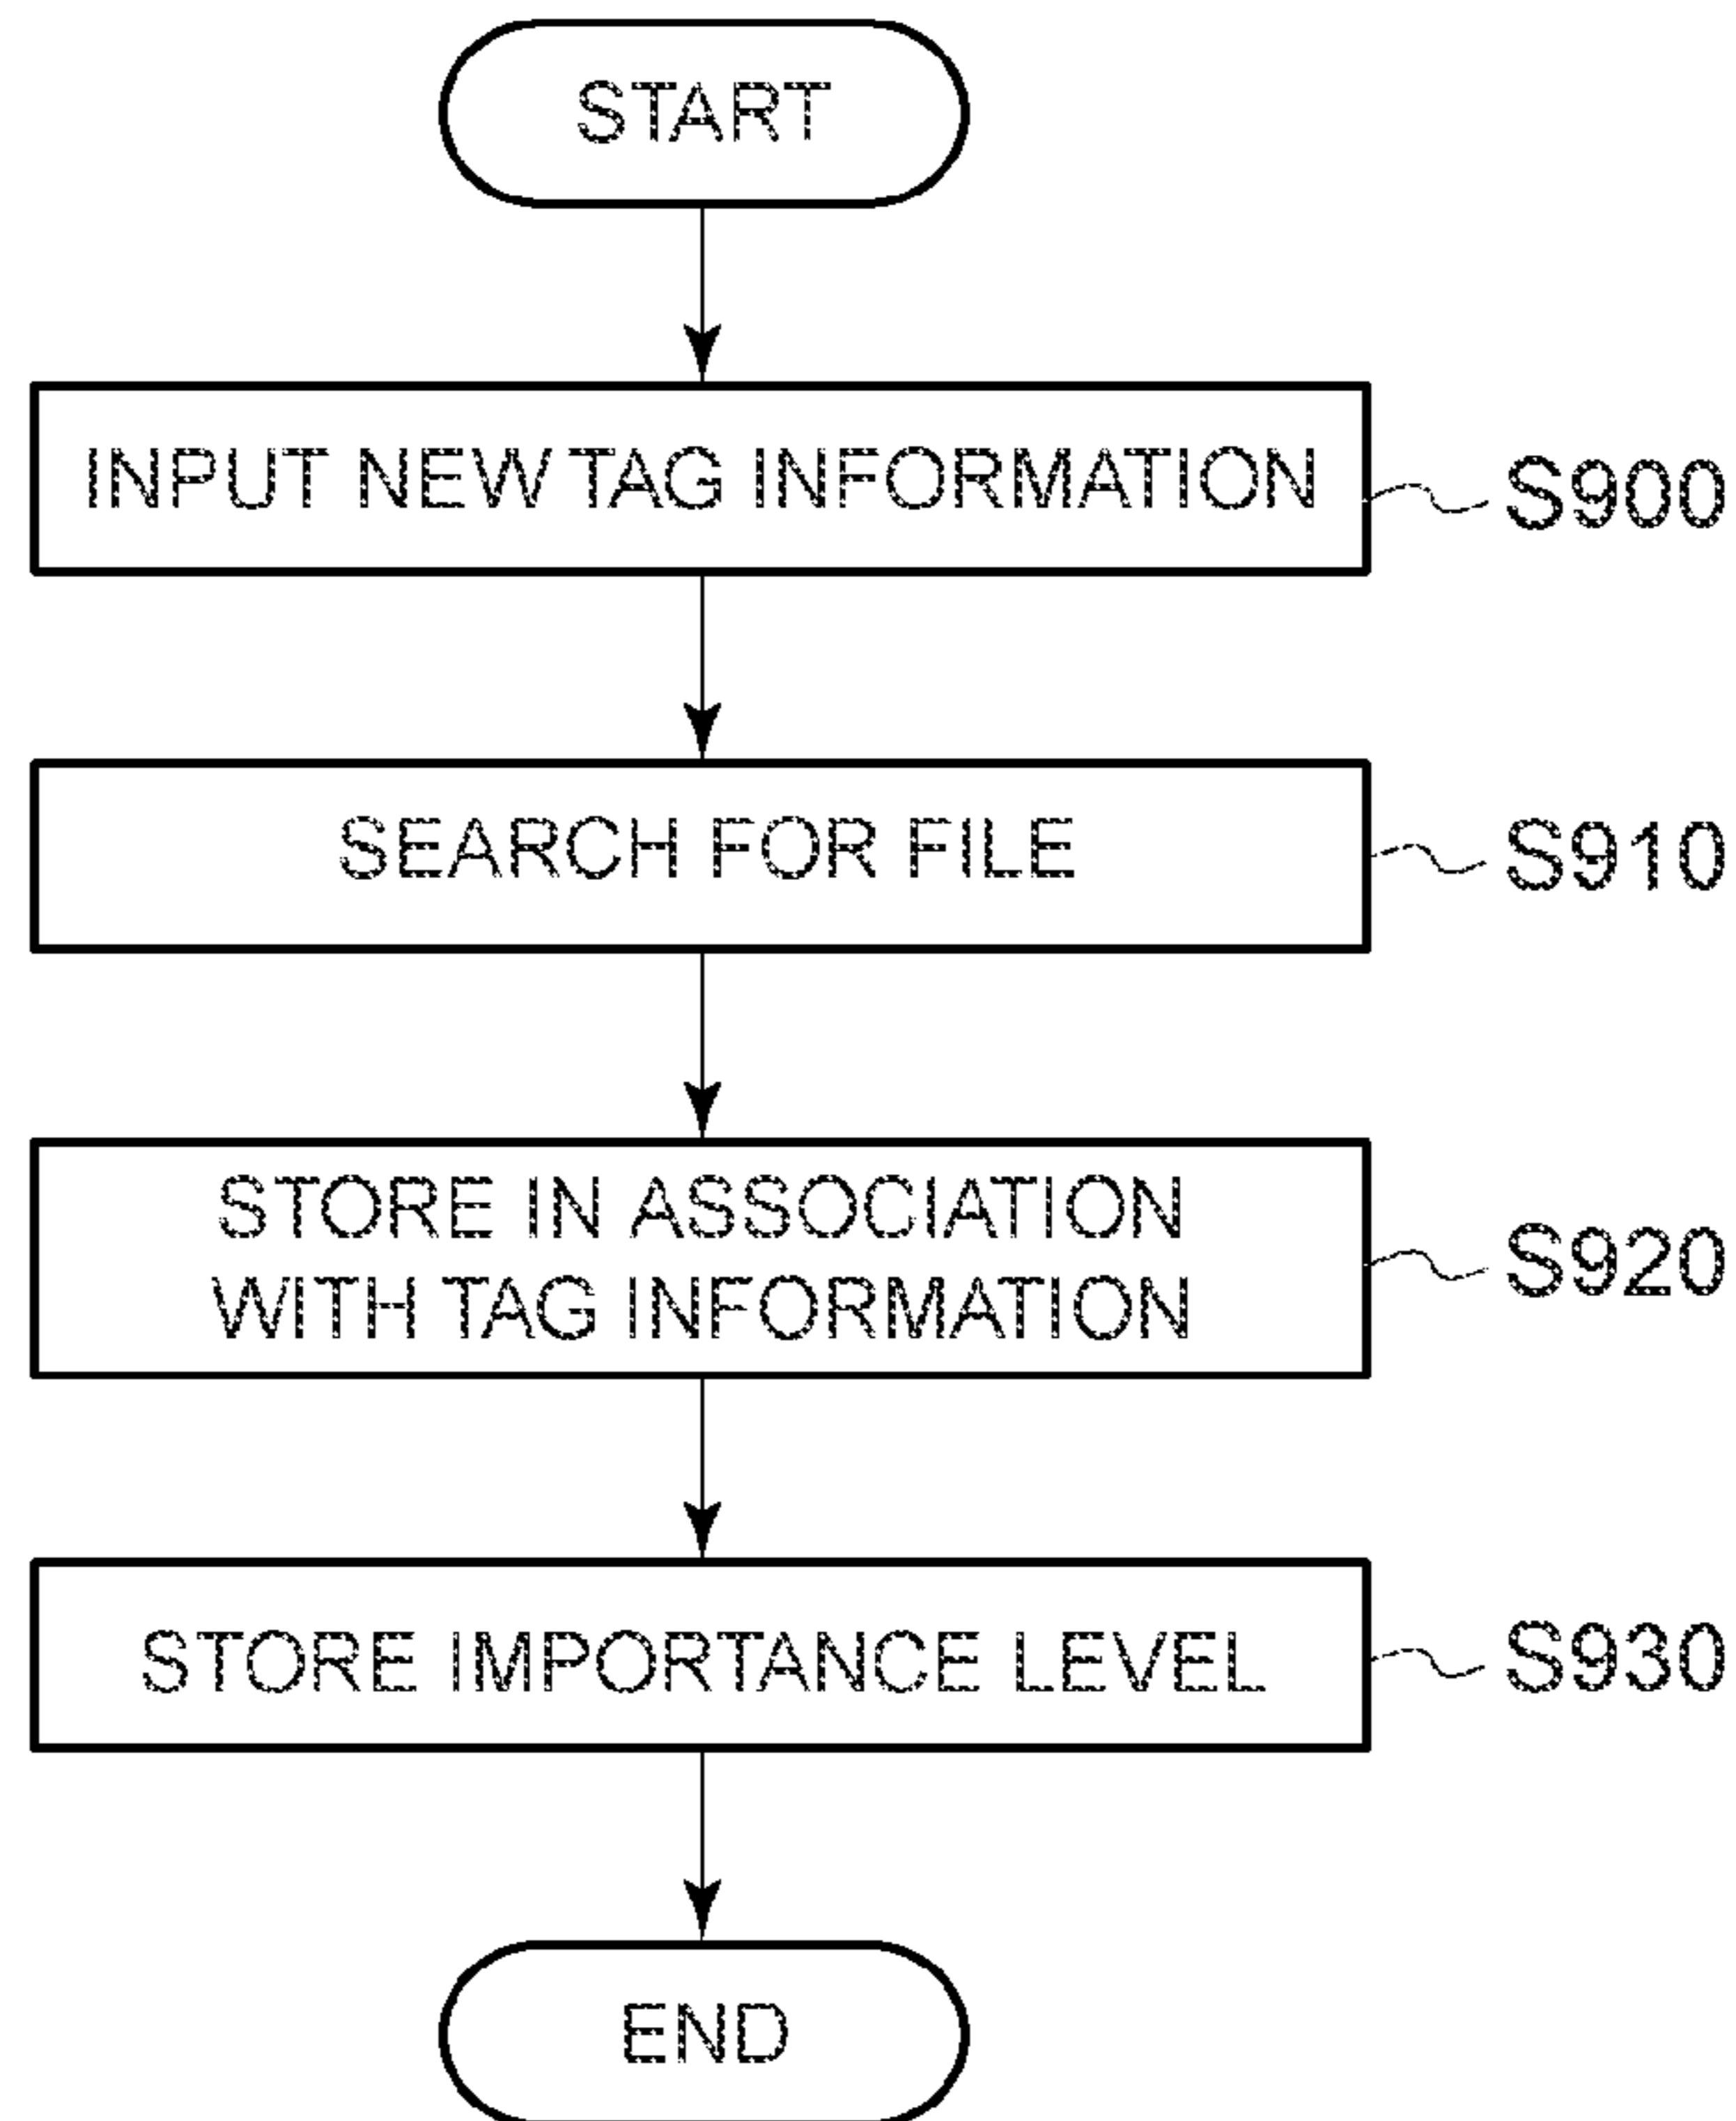 START
INPUT NEW TAG INFORMATION
S900
SEARCH FOR FILE
S910
STORE IN ASSOCIATION
WITH TAG INFORMATION
S920
STORE IMPORTANCE LEVEL
S930
END